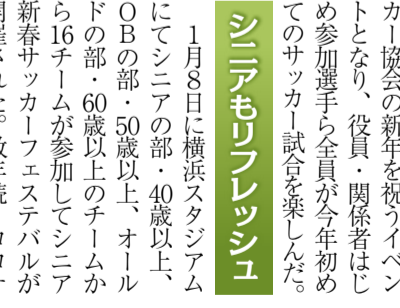 カー協会の新年を祝うイベン
トとなり、役員・関係者はじ
め参加選手ら全員が今年初め
てのサッカー試合を楽しんだ。
シニアもリフレッシュ
1月8日に横浜スタジアム
にてシニアの部・40歳以上、
OBの部・50歳以上、オール
ドの部・60歳以上のチームか
ら16チームが参加してシニア
新春サッカーフェステバルが
開催された。